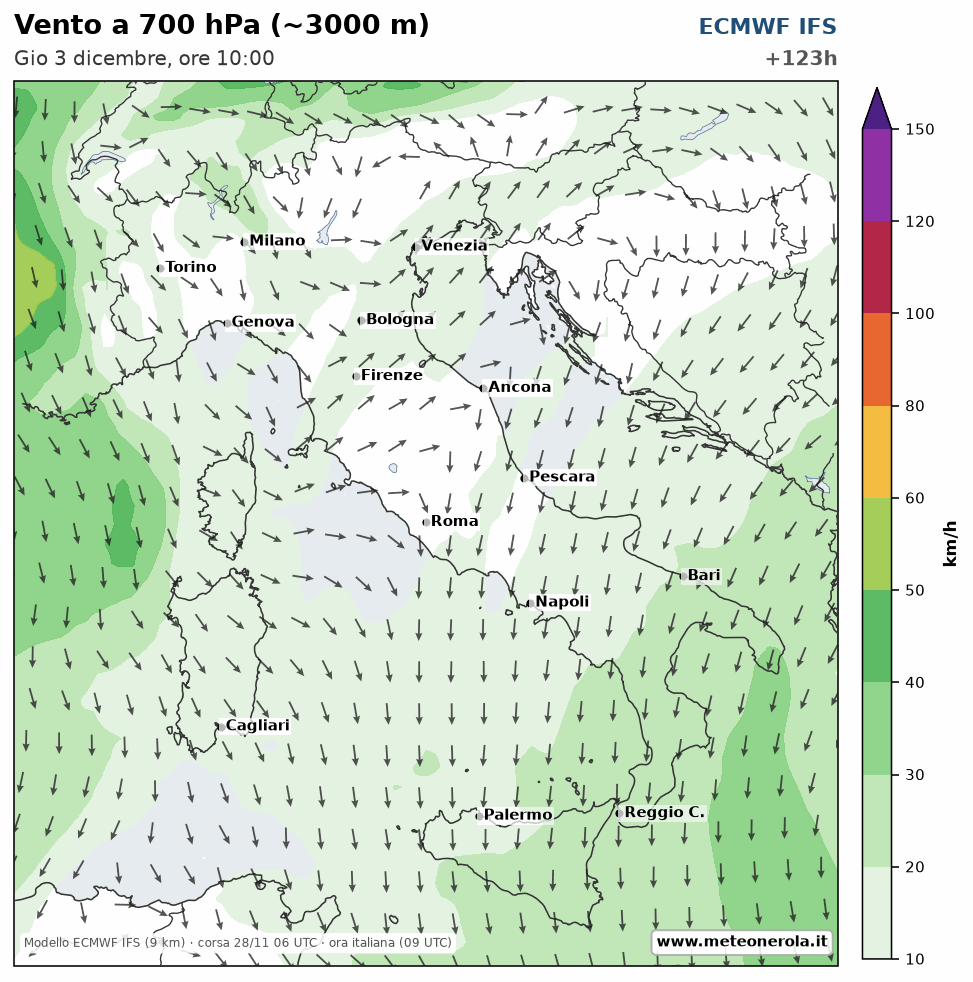 Vento a 700 hPa (~3000 m)
ECMWF IFS
Gio 3 dicembre, ore 10:00
+123h
150
120
100
80
60
50
40
30
20
10
km/h
Milano
Venezia
Torino
Genova
Bologna
Firenze
Ancona
Pescara
Roma
Bari
Napoli
Cagliari
Palermo
Reggio C.
Modello ECMWF IFS (9 km) · corsa 28/11 06 UTC · ora italiana (09 UTC)
www.meteonerola.it